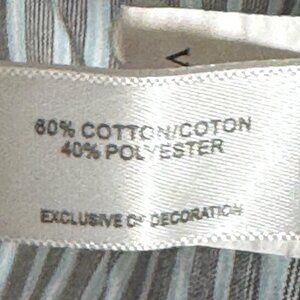 60% COTTON/COTON
40% POLYESTER
EXCLUSIVE OF DECORATION